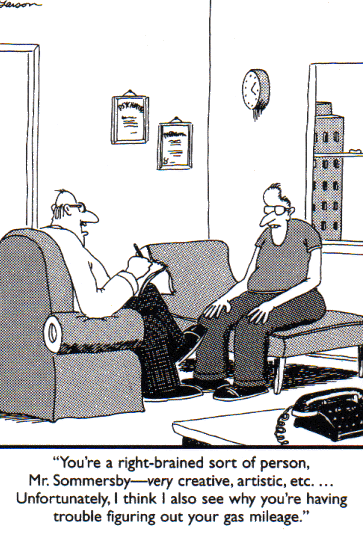 Larson
"You're a right-brained sort of person,
Mr. Sommersby—very creative, artistic, etc. ...
Unfortunately, I think I also see why you're having
trouble figuring out your gas mileage."